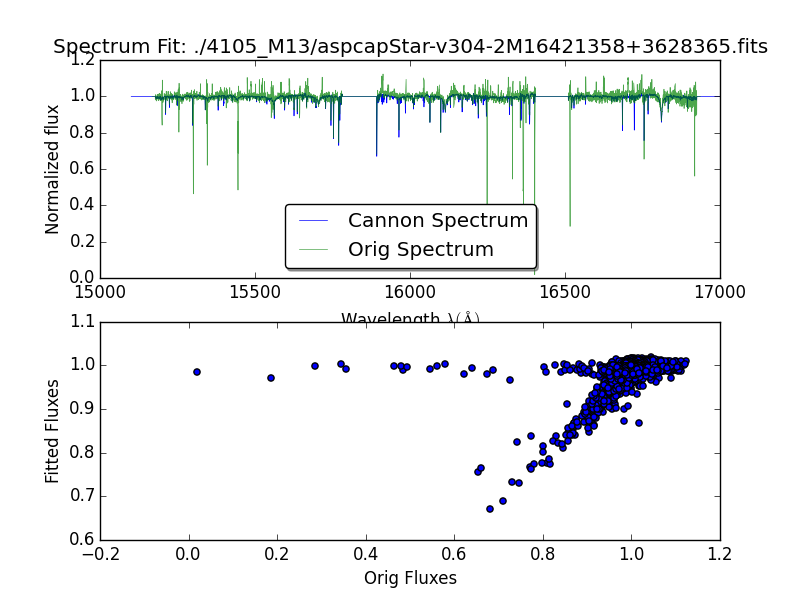 Spectrum Fit: ./4105_M13/aspcapStar-v304-2M16421358+3628365.fits
1.2
1.0
0.8
0.6
0.4
0.2
0.0
Normalized flux
Cannon Spectrum
Orig Spectrum
15000 15500 16000 16500 17000
Wavelength λ(Å)
1.1
1.0
0.9
0.8
0.7
0.6
Fitted Fluxes
−0.2 0.0 0.2 0.4 0.6 0.8 1.0 1.2
Orig Fluxes